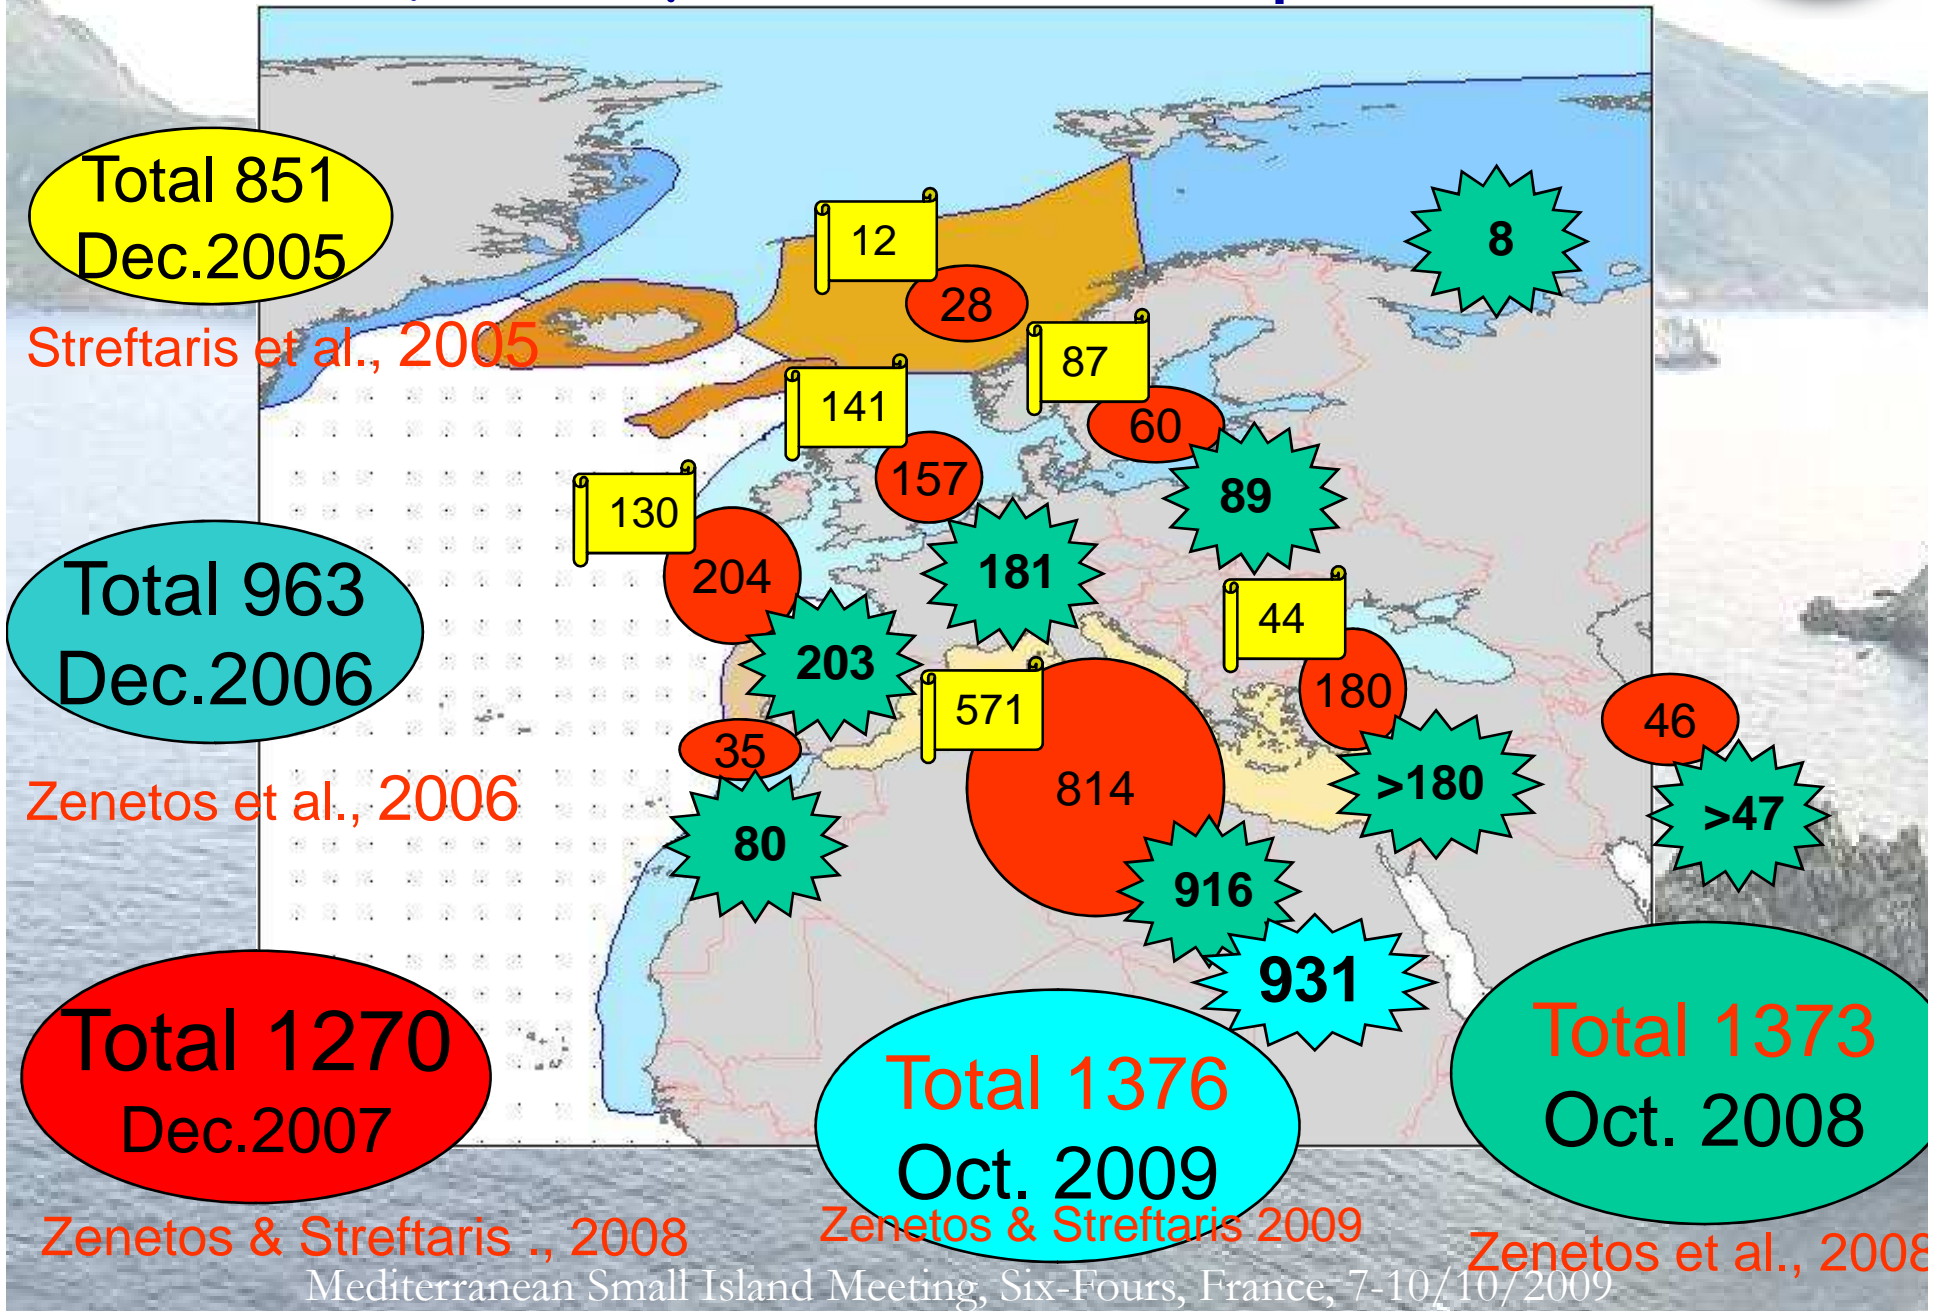 Total 851
Dec.2005
Streftaris et al., 2005
12
28
8
87
60
141
157
89
130
204
181
203
44
180
>180
46
>47
571
814
35
80
916
931
Total 963
Dec.2006
Zenetos et al., 2006
Total 1270
Dec.2007
Zenetos & Streftaris ., 2008
Total 1376
Oct. 2009
Zenetos & Streftaris 2009
Total 1373
Oct. 2008
Zenetos et al., 2008
Mediterranean Small Island Meeting, Six-Fours, France, 7-10/10/2009